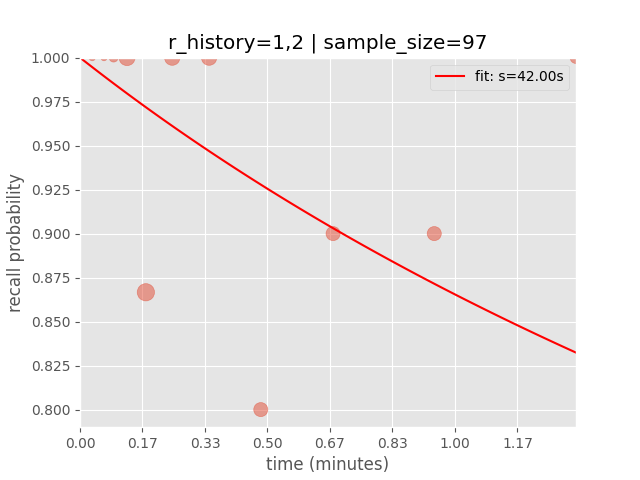 r_history=1,2 | sample_size=97
1.000
0.975
0.950
0.925
0.900
0.875
0.850
0.825
0.800
recall probability
fit: s=42.00s
0.00 0.17 0.33 0.50 0.67 0.83 1.00 1.17
time (minutes)